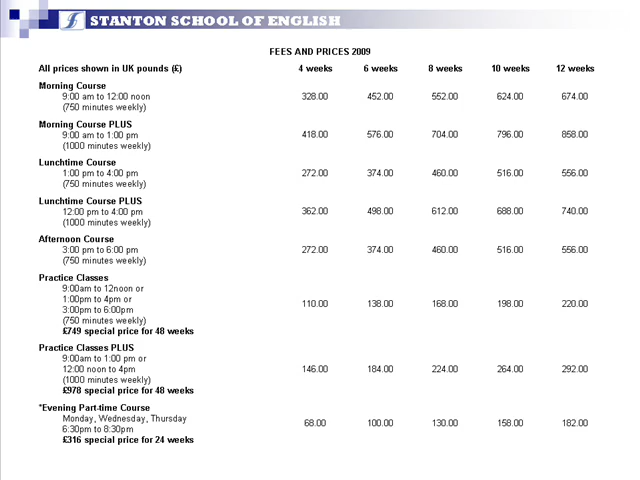 STANTON SCHOOL OF ENGLISH
FEES AND PRICES 2009
All prices shown in UK pounds (£) 4 weeks 6 weeks 8 weeks 10 weeks 12 weeks
Morning Course
9:00 am to 12:00 noon 328.00 452.00 552.00 624.00 674.00
(750 minutes weekly)
Morning Course PLUS
9:00 am to 1:00 pm 418.00 576.00 704.00 796.00 858.00
(1000 minutes weekly)
Lunchtime Course
1:00 pm to 4:00 pm 272.00 374.00 460.00 516.00 556.00
(750 minutes weekly)
Lunchtime Course PLUS
12:00 pm to 4:00 pm 362.00 498.00 612.00 688.00 740.00
(1000 minutes weekly)
Afternoon Course
3:00 pm to 6:00 pm 272.00 374.00 460.00 516.00 556.00
(750 minutes weekly)
Practice Classes
9:00am to 12noon or
1:00pm to 4pm or 110.00 138.00 168.00 198.00 220.00
3:00pm to 6:00pm
(750 minutes weekly)
£749 special price for 48 weeks
Practice Classes PLUS
9:00am to 1:00 pm or
12:00 noon to 4pm 146.00 184.00 224.00 264.00 292.00
(1000 minutes weekly)
£978 special price for 48 weeks
*Evening Part-time Course
Monday, Wednesday, Thursday 68.00 100.00 130.00 158.00 182.00
6:30pm to 8:30pm
£316 special price for 24 weeks